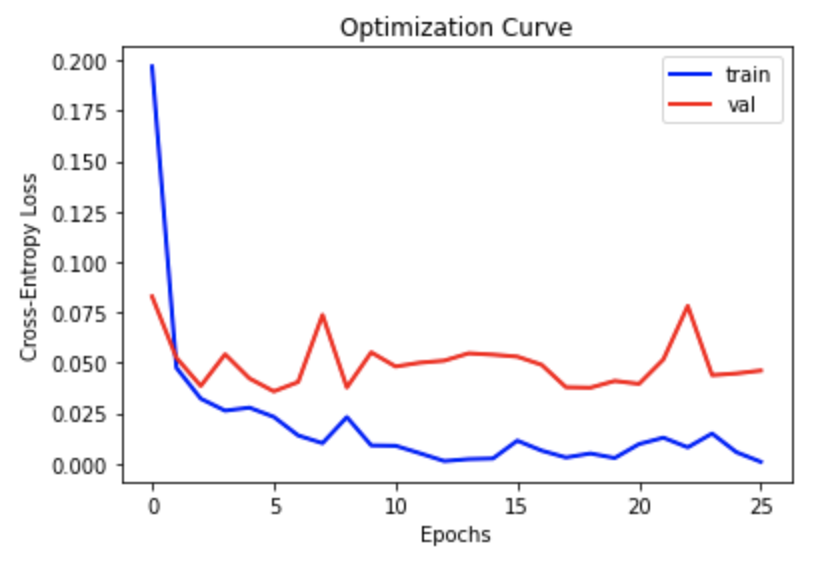 Optimization Curve
train
val
Cross-Entropy Loss
0.200
0.175
0.150
0.125
0.100
0.075
0.050
0.025
0.000
0 5 10 15 20 25
Epochs